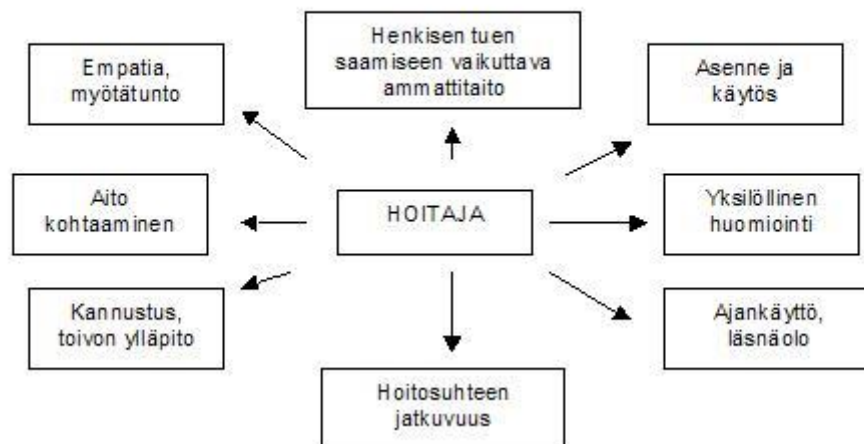 Henkisen tuen
saamiseen vaikuttava
ammattitaito
Empatia,
myötätunto
Asenne ja
käytös
Aito
kohtaaminen
HOITAJA
Yksilöllinen
huomiointi
Kannustus,
toivon ylläpito
Ajankäyttö,
läsnäolo
Hoitosuhteen
jatkuvuus